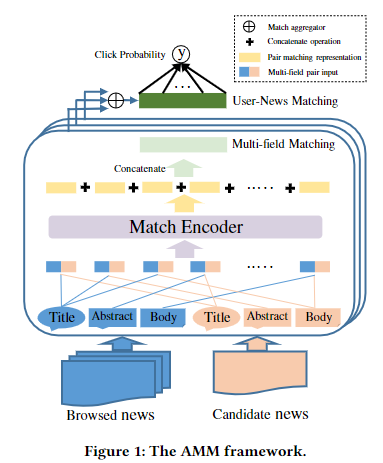 Match aggregator
Concatenate operation
Pair matching representation
Multi-field pair input
Click Probability y
...
User-News Matching
Multi-field Matching
Concatenate
.....
Match Encoder
.....
Title Abstract Body Title Abstract Body
Browsed news Candidate news
Figure 1: The AMM framework.